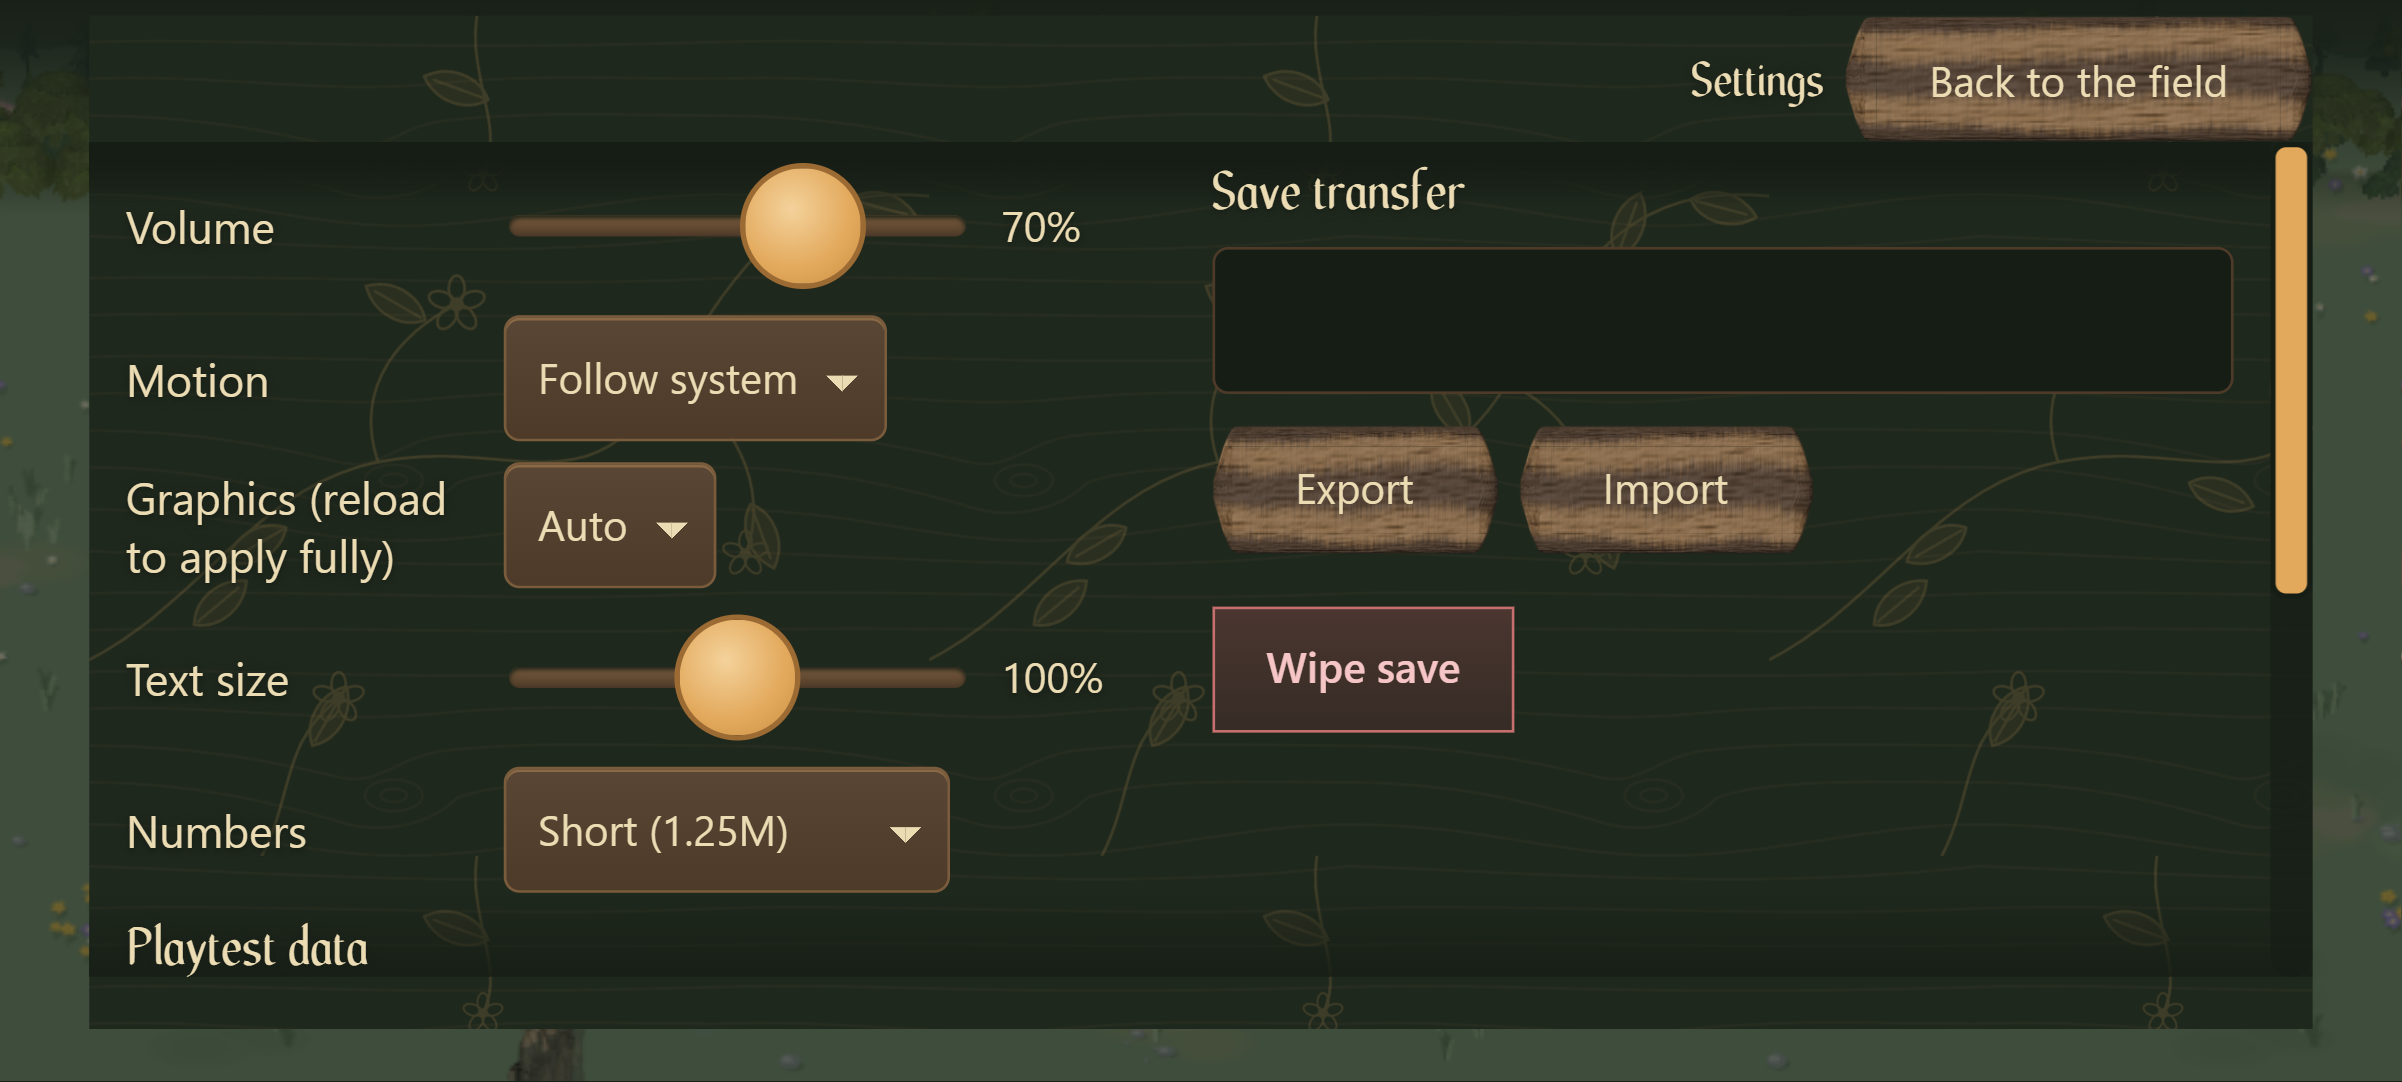 Settings
Back to the field
Volume
70%
Motion
Follow system
Graphics (reload
to apply fully)
Auto
Text size
100%
Numbers
Short (1.25M)
Playtest data
Save transfer
Export
Import
Wipe save